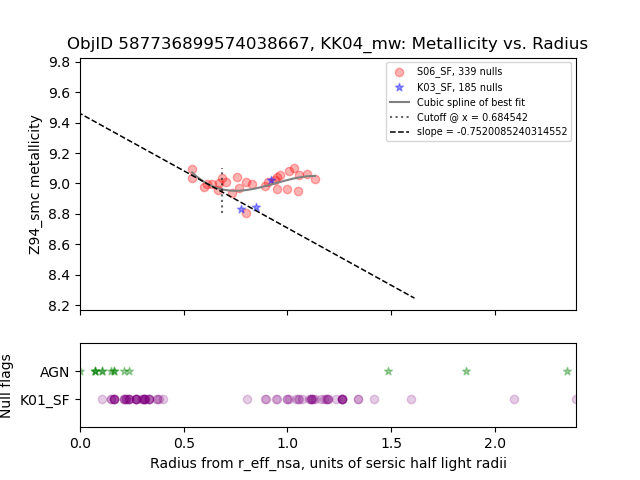 ObjID 587736899574038667, KK04_mw: Metallicity vs. Radius
Z94_smc metallicity
9.8
9.6
9.4
9.2
9.0
8.8
8.6
8.4
8.2
S06_SF, 339 nulls
K03_SF, 185 nulls
Cubic spline of best fit
Cutoff @ x = 0.684542
slope = -0.7520085240314552
Null flags
AGN
K01_SF
0.0 0.5 1.0 1.5 2.0
Radius from r_eff_nsa, units of sersic half light radii